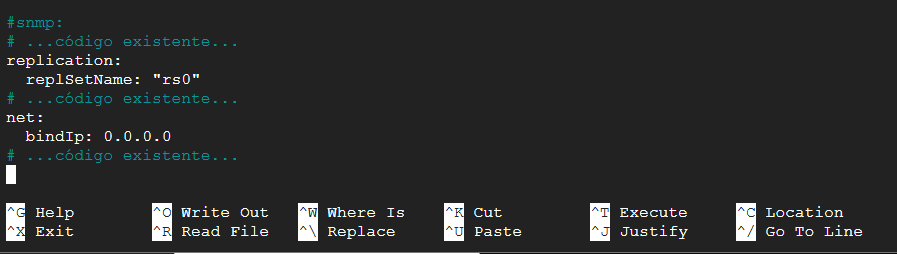 #snmp:
# ...código existente...
replication:
  replSetName: "rs0"
# ...código existente...
net:
  bindIp: 0.0.0.0
# ...código existente...
^G Help ^O Write Out ^W Where Is ^K Cut ^T Execute ^C Location
^X Exit ^R Read File ^\ Replace ^U Paste ^J Justify ^/ Go To Line